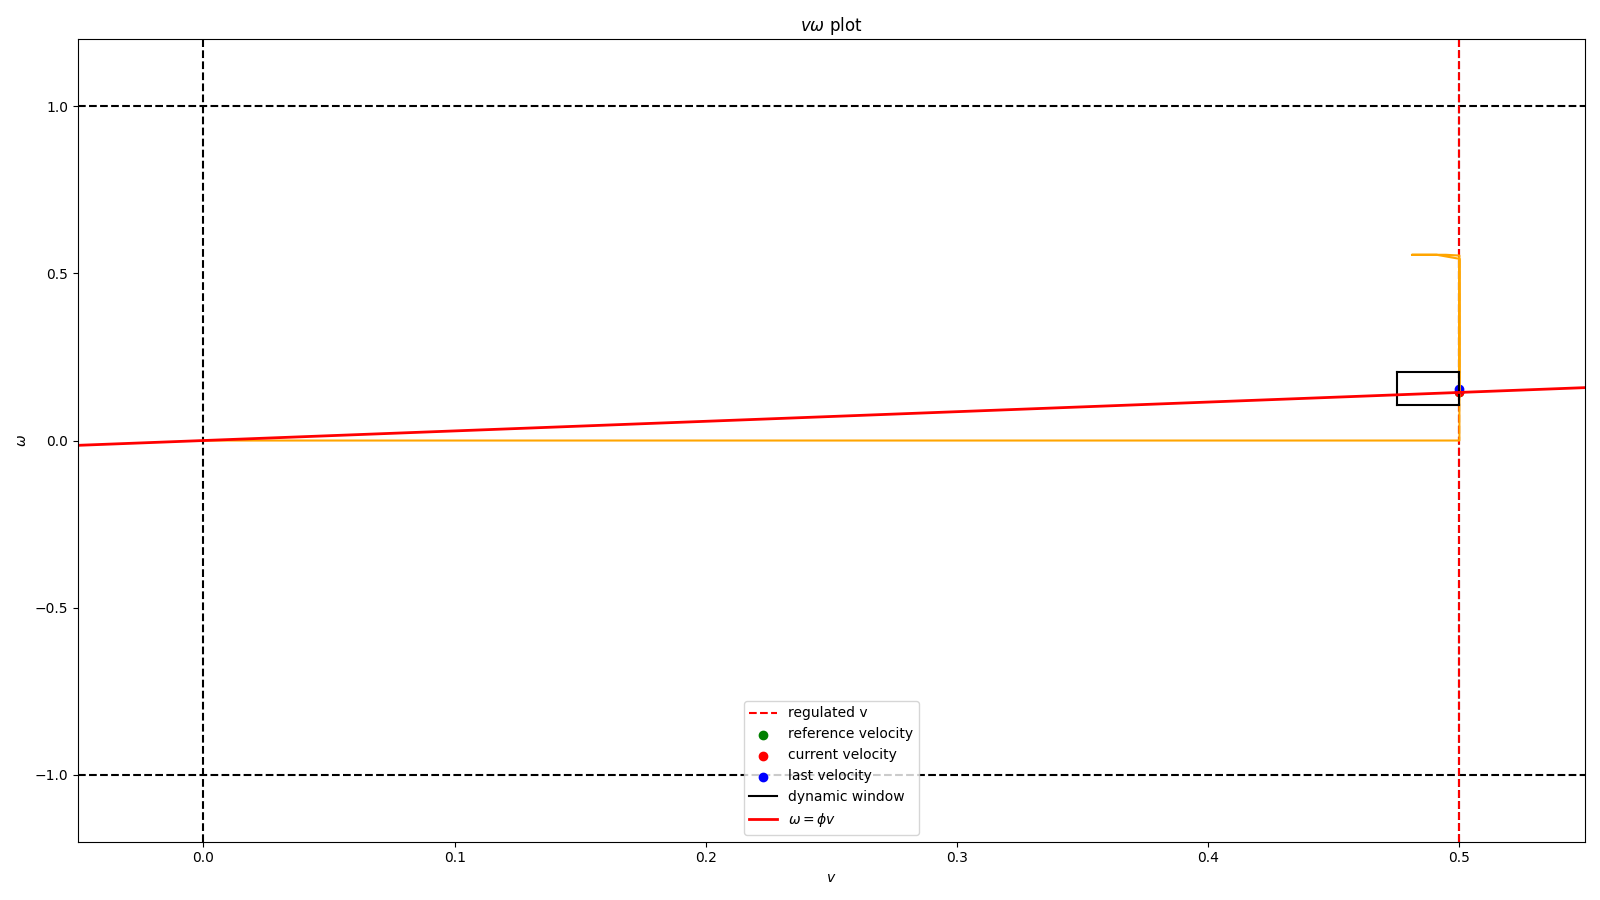 vω plot
1.0
0.5
0.0
−0.5
−1.0
ω
0.0 0.1 0.2 0.3 0.4 0.5
v
regulated v
reference velocity
current velocity
last velocity
dynamic window
ω = ϕv